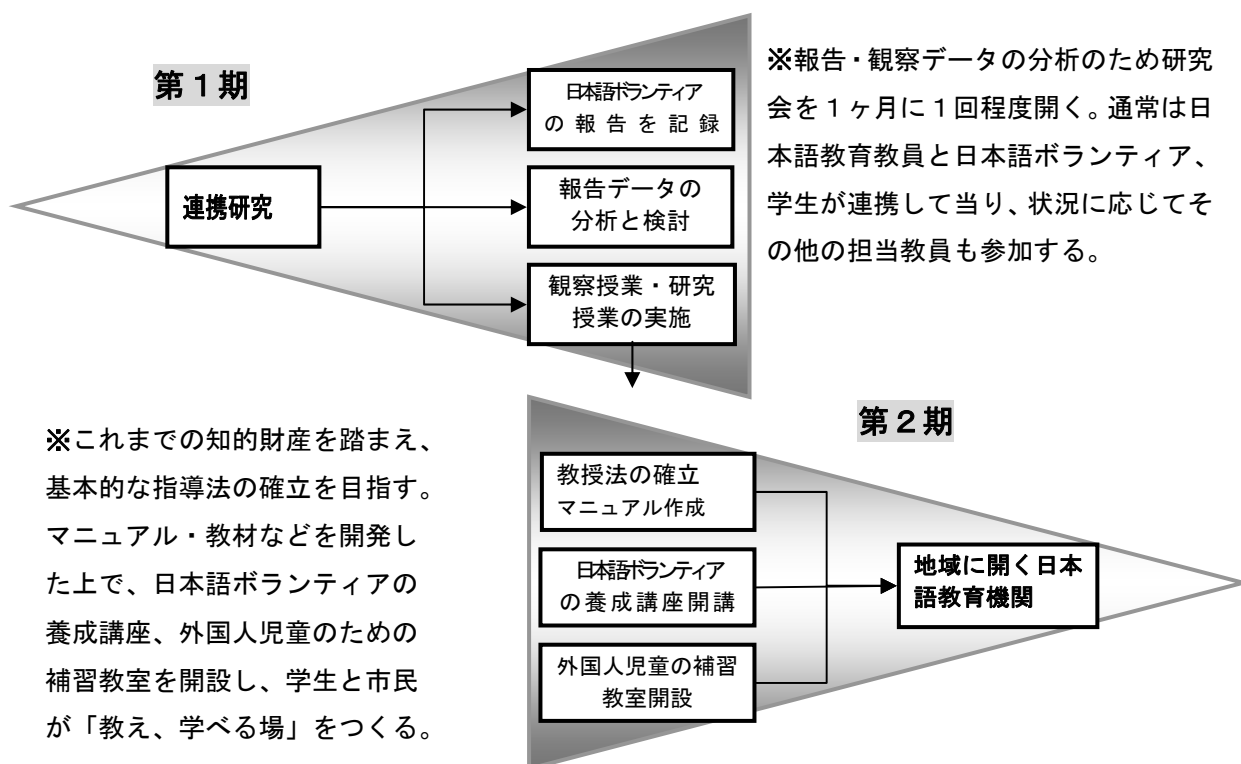 第1期
日本語ボランティア
の報告を記録
連携研究
報告データの
分析と検討
観察授業・研究
授業の実施
※報告・観察データの分析のため研究
会を1ヶ月に1回程度開く。通常は日
本語教育教員と日本語ボランティア、
学生が連携して当り、状況に応じてそ
の他の担当教員も参加する。
※これまでの知的財産を踏まえ、
基本的な指導法の確立を目指す。
マニュアル・教材などを開発し
た上で、日本語ボランティアの
養成講座、外国人児童のための
補習教室を開設し、学生と市民
が「教え、学べる場」をつくる。
第2期
教授法の確立
マニュアル作成
日本語ボランティア
の養成講座開講
外国人児童の補習
教室開設
地域に開く日本
語教育機関